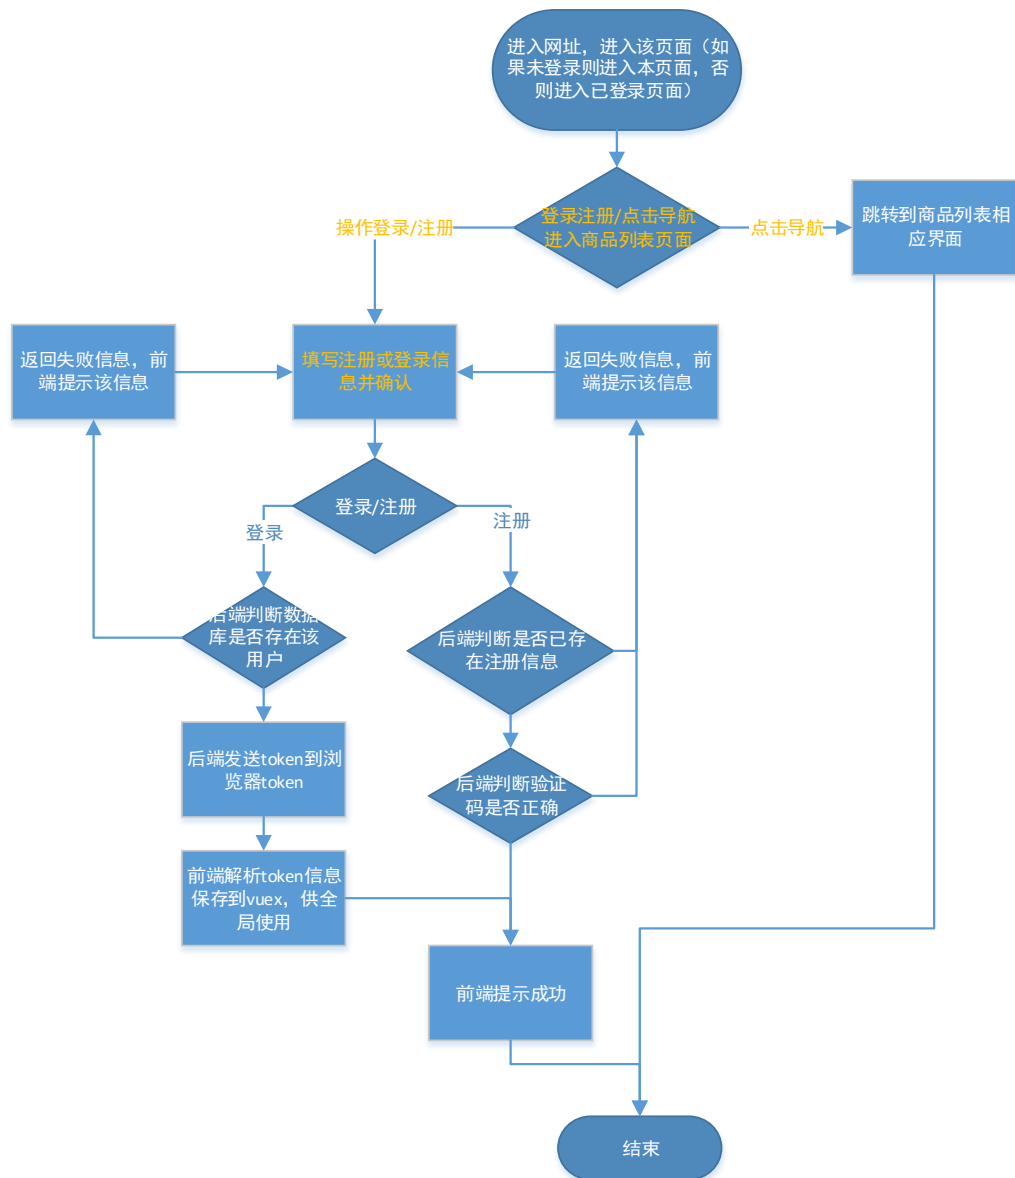 进入网址，进入该页面（如
果未登录则进入本页面，否
则进入已登录页面）
登录注册/点击导航
进入商品列表页面
操作登录/注册
点击导航
跳转到商品列表相
应界面
返回失败信息，前
端提示该信息
填写注册或登录信
息并确认
返回失败信息，前
端提示该信息
登录/注册
登录
注册
后端判断数据
库是否存在该
用户
后端判断是否已存
在注册信息
后端发送token到浏
览器token
后端判断验证
码是否正确
前端解析token信息
保存到vuex，供全
局使用
前端提示成功
结束